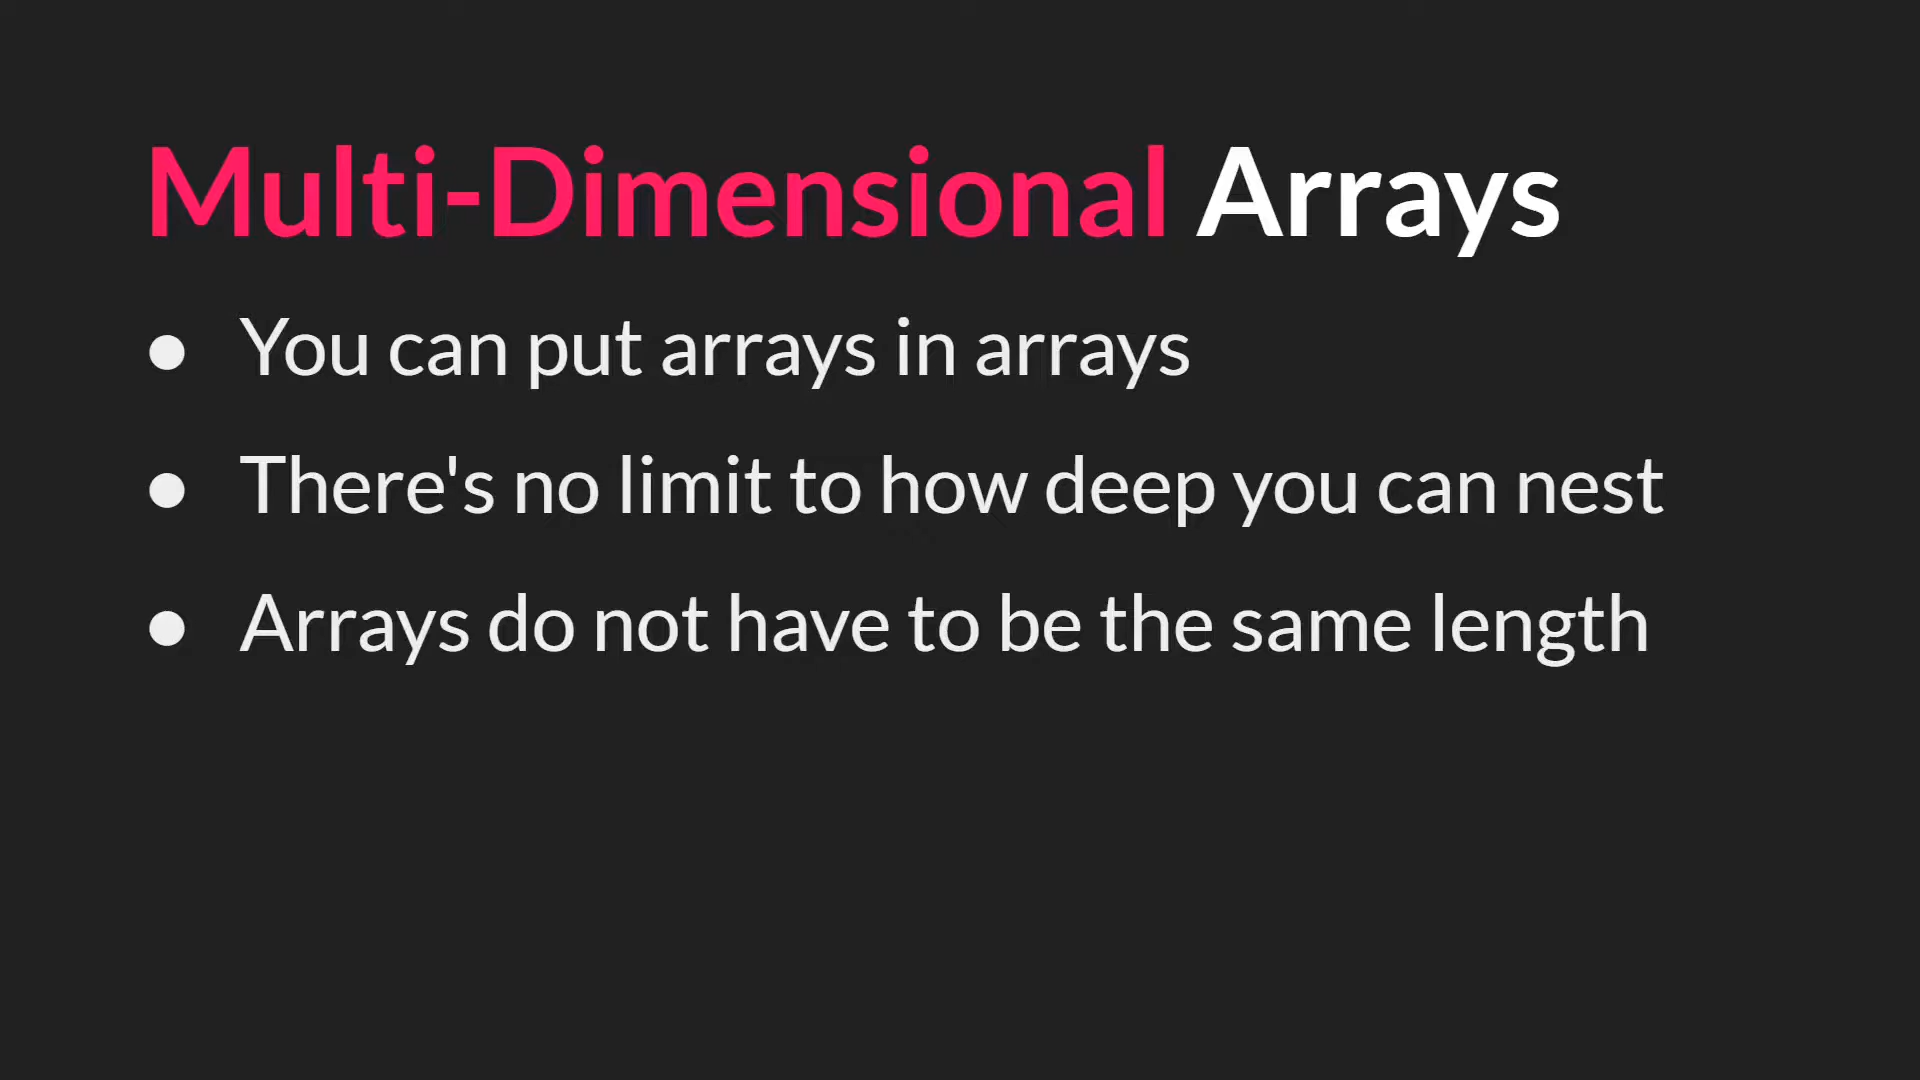 Multi-Dimensional Arrays
● You can put arrays in arrays
● There's no limit to how deep you can nest
● Arrays do not have to be the same length